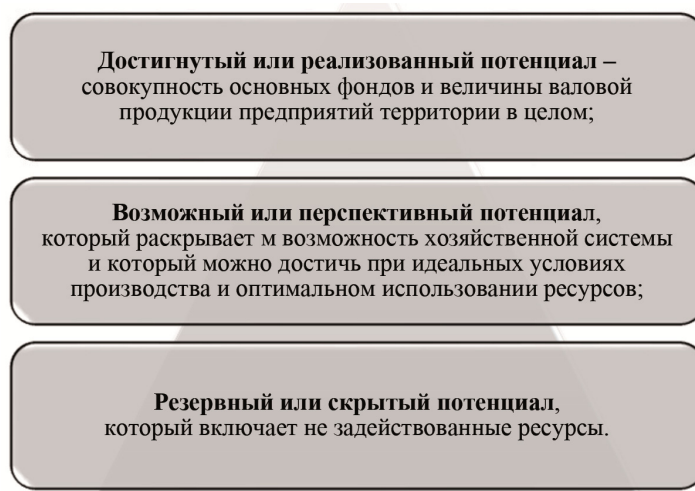 Достигнутый или реализованный потенциал –
совокупность основных фондов и величины валовой
продукции предприятий территории в целом;
Возможный или перспективный потенциал,
который раскрывает м возможность хозяйственной системы
и который можно достичь при идеальных условиях
производства и оптимальном использовании ресурсов;
Резервный или скрытый потенциал,
который включает не задействованные ресурсы.